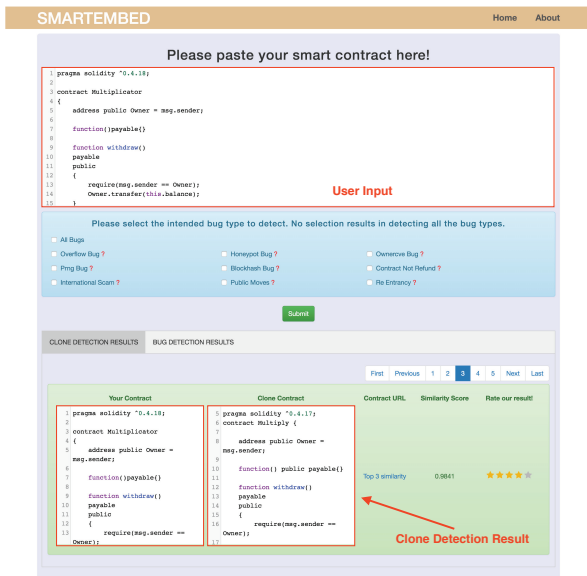 SMARTEMBED
Home About
Please paste your smart contract here!
1 pragma solidity ^0.4.18;
2
3 contract Multiplicator
4 {
5 address public Owner = msg.sender;
6
7 function()payable{}
8
9 function withdraw()
10 payable
11 public
12 {
13 require(msg.sender == Owner);
14 Owner.transfer(this.balance);
15 }
User Input
Please select the intended bug type to detect. No selection results in detecting all the bug types.
All Bugs
Overflow Bug ? Honeypot Bug ? Ownercve Bug ?
Prng Bug ? Blockhash Bug ? Contract Not Refund ?
International Scam ? Public Moves ? Re Entrancy ?
Submit
CLONE DETECTION RESULTS BUG DETECTION RESULTS
First Previous 1 2 3 4 5 Next Last
Your Contract Clone Contract Contract URL Similarity Score Rate our result!
1 pragma solidity ^0.4.18;
2
3 contract Multiplicator
4 {
5 address public Owner =
msg.sender;
6
7 function()payable{}
8
9 function withdraw()
10 payable
11 public
12 {
13 require(msg.sender ==
Owner);
5 pragma solidity ^0.4.17;
6 contract Multiply {
7
8 address public Owner =
msg.sender;
9
10 function() public payable{}
11
12 function withdraw()
13 payable
14 public
15 {
16 require(msg.sender ==
Owner);
17
Top 3 similarity 0.9841
Clone Detection Result